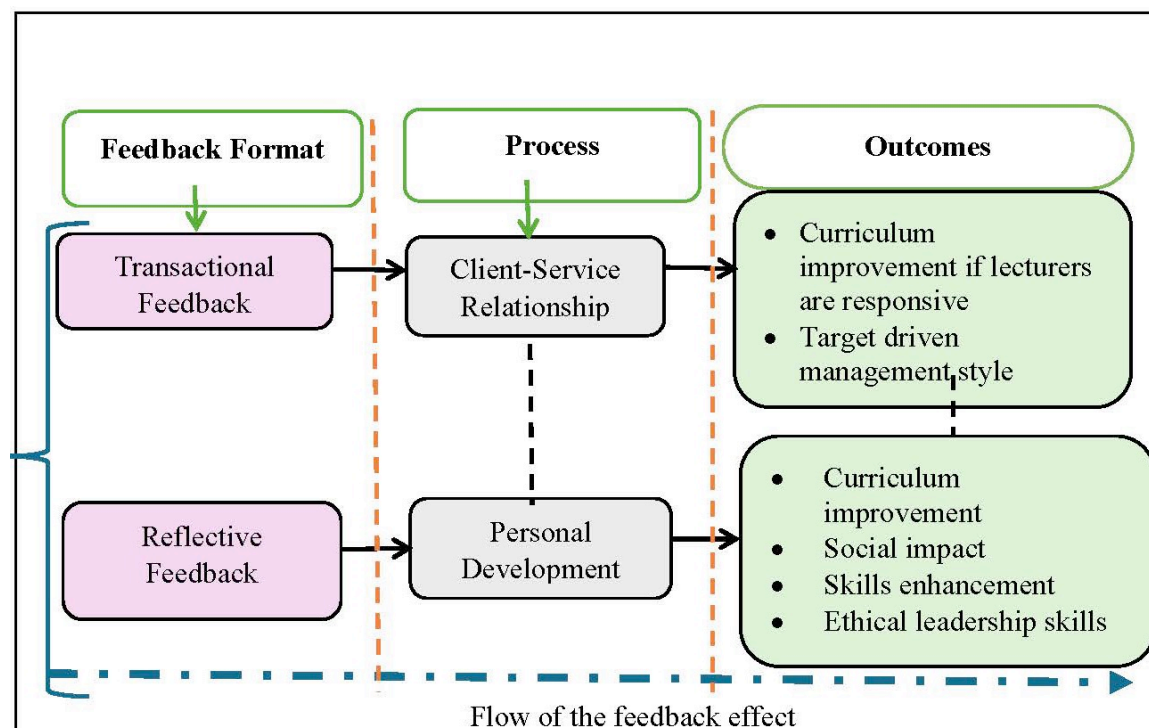 Feedback Format
Process
Outcomes
Transactional
Feedback
Client-Service
Relationship
• Curriculum
improvement if lecturers
are responsive
• Target driven
management style
Reflective
Feedback
Personal
Development
• Curriculum
improvement
• Social impact
• Skills enhancement
• Ethical leadership skills
Flow of the feedback effect